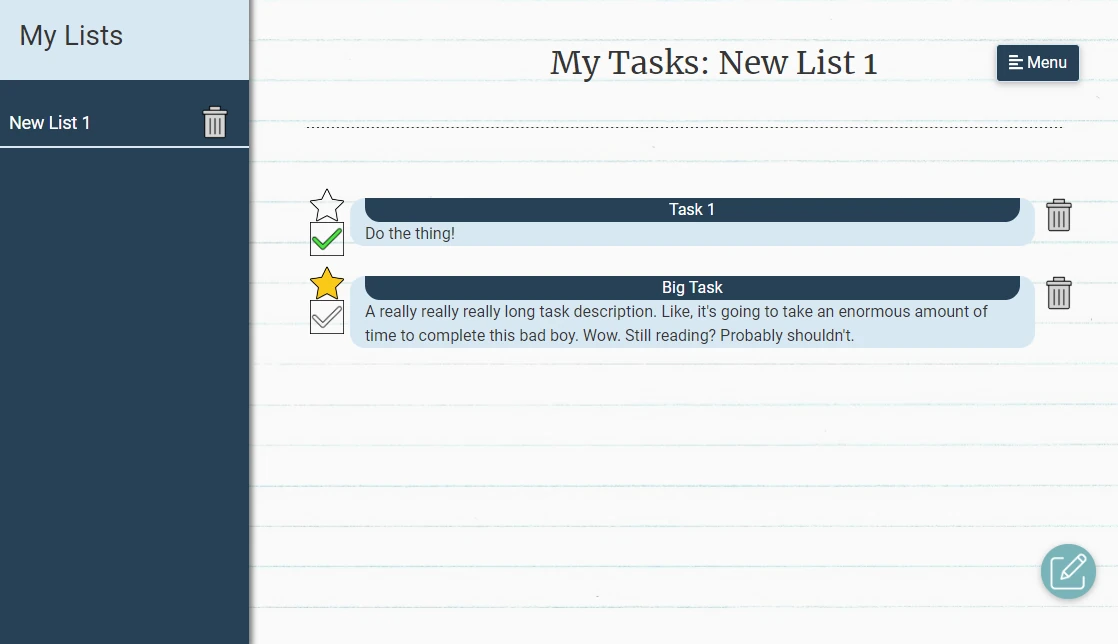 My Lists
New List 1
My Tasks: New List 1
Menu
Task 1
Do the thing!
Big Task
A really really really long task description. Like, it's going to take an enormous amount of
time to complete this bad boy. Wow. Still reading? Probably shouldn't.